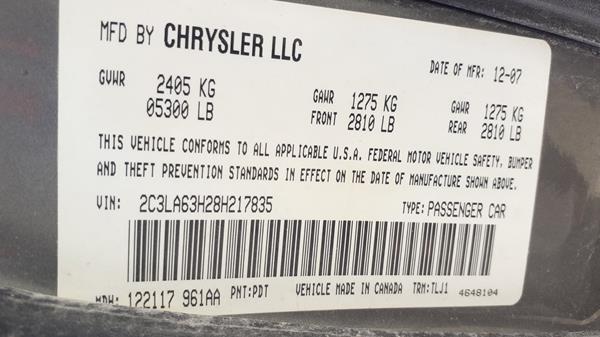 MFD BY CHRYSLER LLC
DATE OF MFR: 12-07
GVWR 2405 KG
05300 LB
GAWR FRONT 1275 KG
2810 LB
GAWR REAR 1275 KG
2810 LB
THIS VEHICLE CONFORMS TO ALL APPLICABLE U.S.A. FEDERAL MOTOR VEHICLE SAFETY, BUMPER
AND THEFT PREVENTION STANDARDS IN EFFECT ON THE DATE OF MANUFACTURE SHOWN ABOVE.
VIN: 2C3LA63H28H217835 TYPE: PASSENGER CAR
MDH: 122117 961AA PNT:PDT VEHICLE MADE IN CANADA TRM:TLJ1 4648104